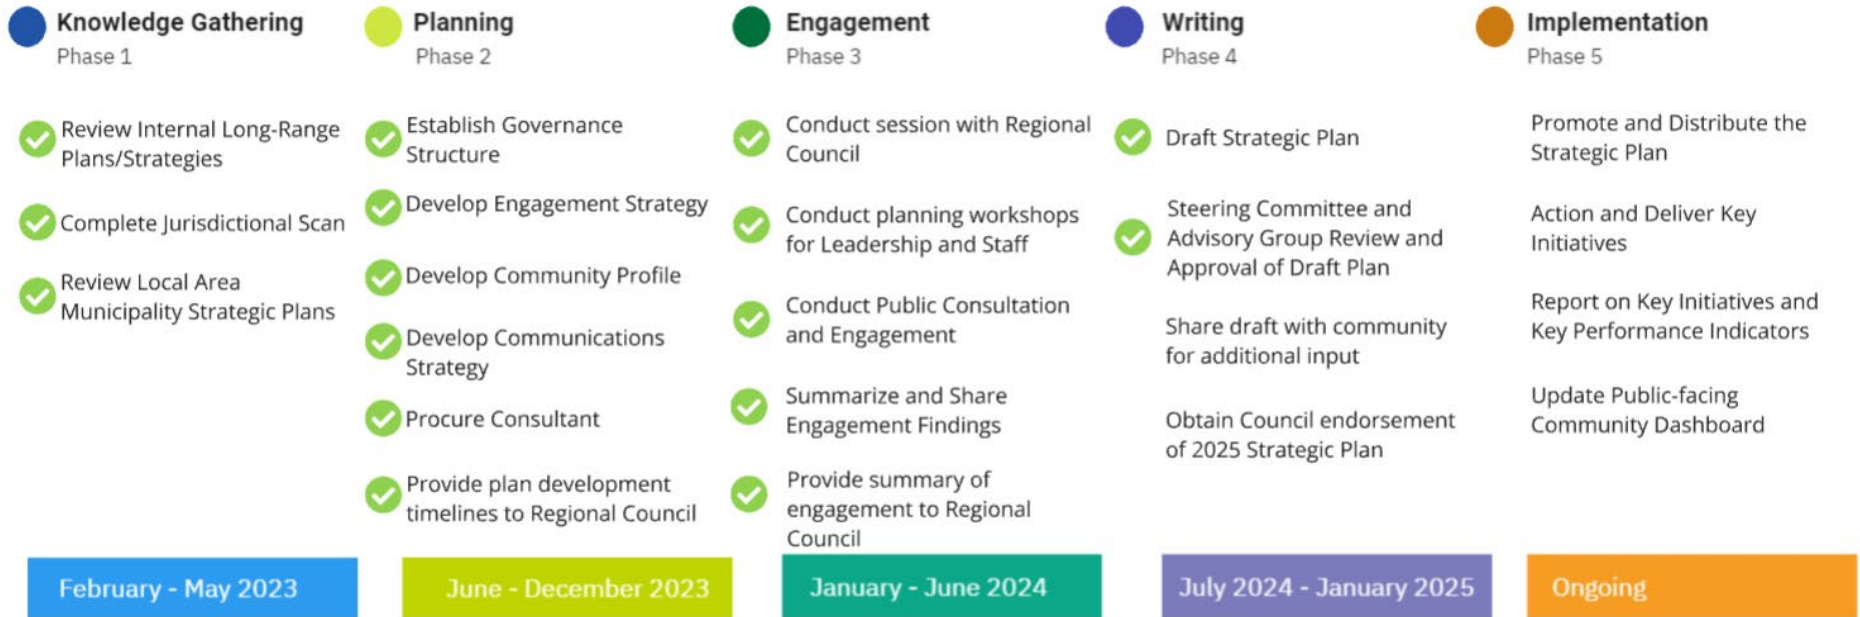 Knowledge Gathering
Phase 1
Review Internal Long-Range
Plans/Strategies
Complete Jurisdictional Scan
Review Local Area
Municipality Strategic Plans
February - May 2023
Planning
Phase 2
Establish Governance
Structure
Develop Engagement Strategy
Develop Community Profile
Develop Communications
Strategy
Procure Consultant
Provide plan development
timelines to Regional Council
June - December 2023
Engagement
Phase 3
Conduct session with Regional
Council
Conduct planning workshops
for Leadership and Staff
Conduct Public Consultation
and Engagement
Summarize and Share
Engagement Findings
Provide summary of
engagement to Regional
Council
January - June 2024
Writing
Phase 4
Draft Strategic Plan
Steering Committee and
Advisory Group Review and
Approval of Draft Plan
Share draft with community
for additional input
Obtain Council endorsement
of 2025 Strategic Plan
July 2024 - January 2025
Implementation
Phase 5
Promote and Distribute the
Strategic Plan
Action and Deliver Key
Initiatives
Report on Key Initiatives and
Key Performance Indicators
Update Public-facing
Community Dashboard
Ongoing